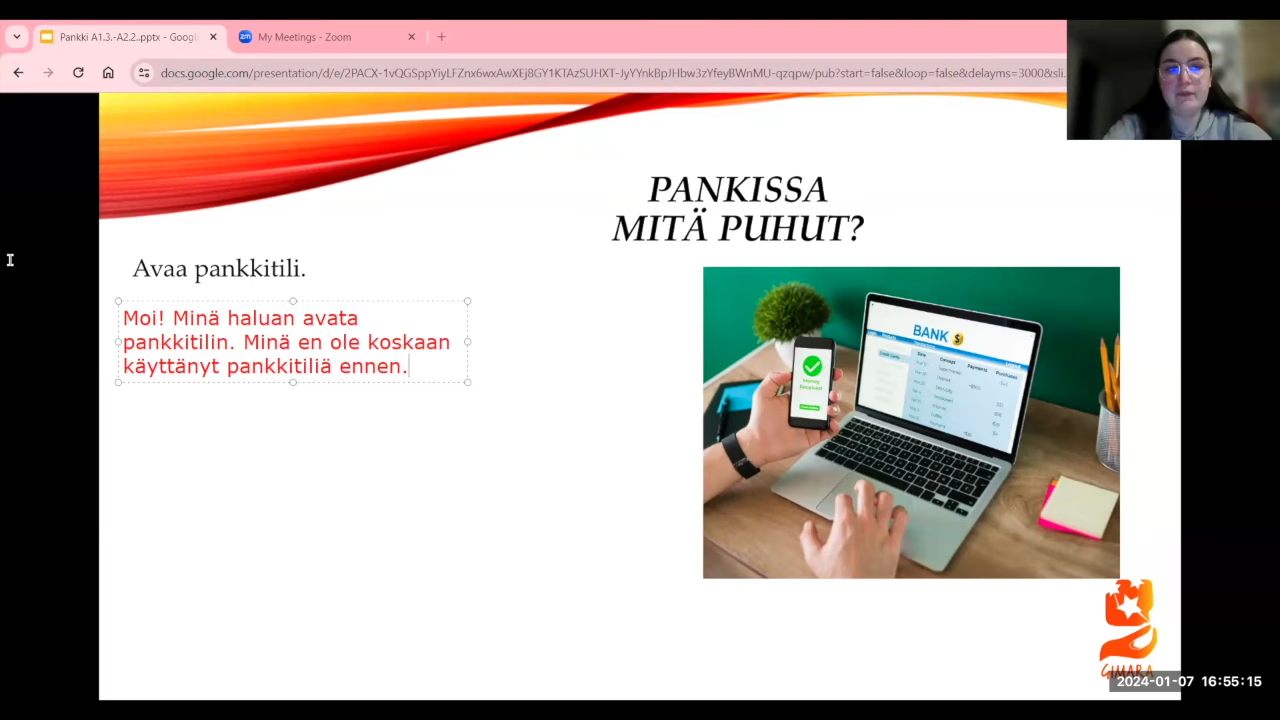 Pankki A1.3.-A2.2..pptx - Googl
My Meetings - Zoom
docs.google.com/presentation/d/e/2PACX-1vQGSppYiyLFZnx6wxAwXEj8GY1KTAzSUHXT-JyYYnkBpJHbw3zYfeyBWnMU-qzqpw/pub?start=false&loop=false&delayms=3000&sli
PANKISSA
MITÄ PUHUT?
Avaa pankkitili.
Moi! Minä haluan avata
pankkitilin. Minä en ole koskaan
käyttänyt pankkitiliä ennen.
BANK
GIMARA
2024-01-07 16:55:15